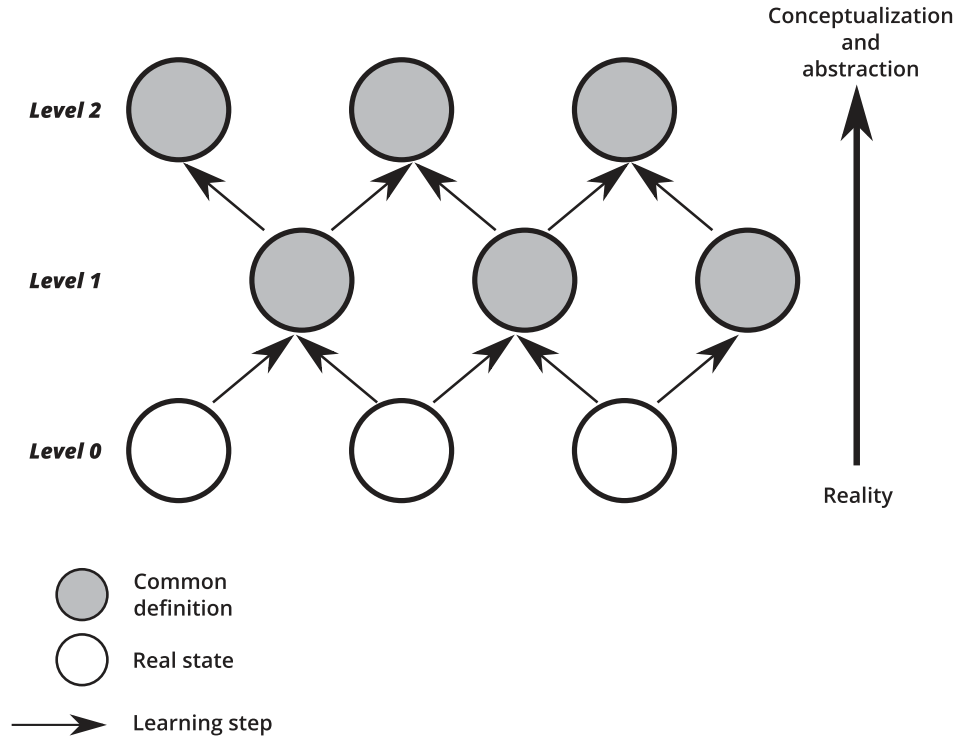 Conceptualization
and
abstraction
Level 2
Level 1
Level 0
Reality
Common
definition
Real state
Learning step